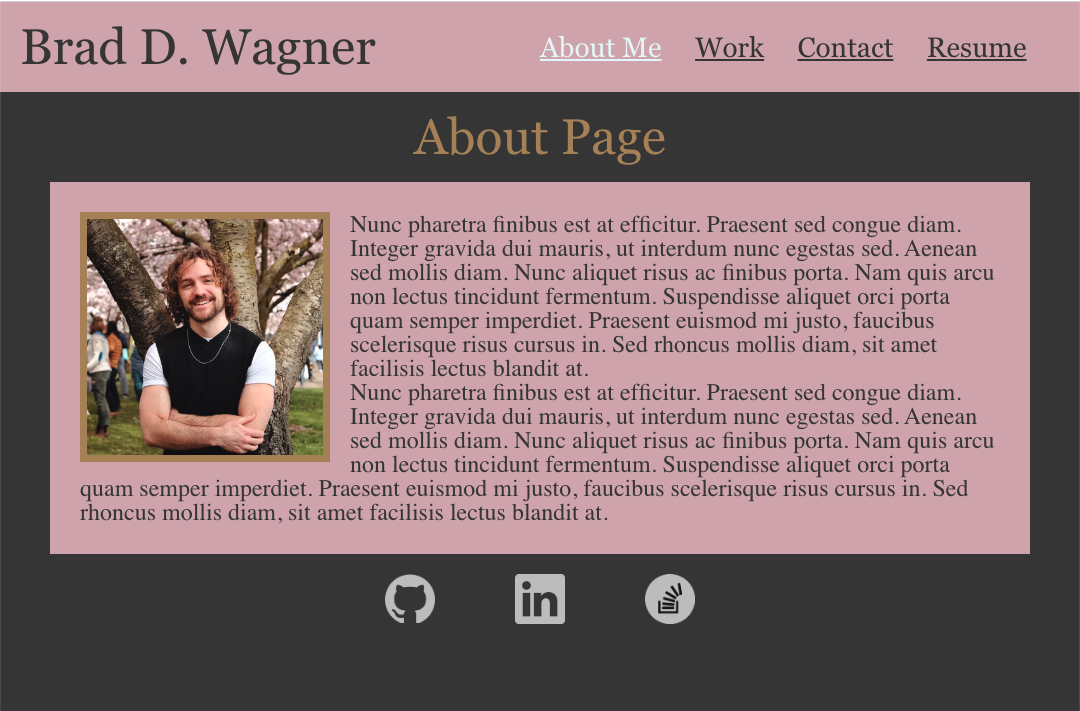 Brad D. Wagner
About Me Work Contact Resume
About Page
Nunc pharetra finibus est at efficitur. Praesent sed congue diam.
Integer gravida dui mauris, ut interdum nunc egestas sed. Aenean
sed mollis diam. Nunc aliquet risus ac finibus porta. Nam quis arcu
non lectus tincidunt fermentum. Suspendisse aliquet orci porta
quam semper imperdiet. Praesent euismod mi justo, faucibus
scelerisque risus cursus in. Sed rhoncus mollis diam, sit amet
facilisis lectus blandit at.
Nunc pharetra finibus est at efficitur. Praesent sed congue diam.
Integer gravida dui mauris, ut interdum nunc egestas sed. Aenean
sed mollis diam. Nunc aliquet risus ac finibus porta. Nam quis arcu
non lectus tincidunt fermentum. Suspendisse aliquet orci porta
quam semper imperdiet. Praesent euismod mi justo, faucibus scelerisque risus cursus in. Sed
rhoncus mollis diam, sit amet facilisis lectus blandit at.
in